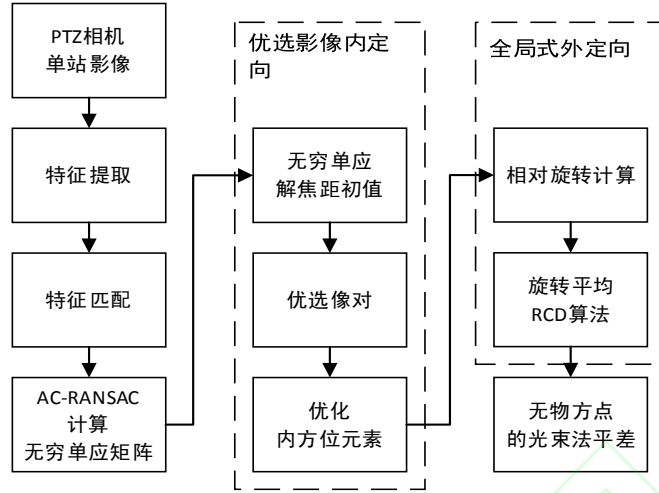 PTZ相机
单站影像
特征提取
特征匹配
AC-RANSAC
计算
无穷单应矩阵
优选影像内定
向
无穷单应
解焦距初值
优选像对
优化
内方位元素
全局式外定向
相对旋转计算
旋转平均
RCD算法
无物方点
的光束法平差